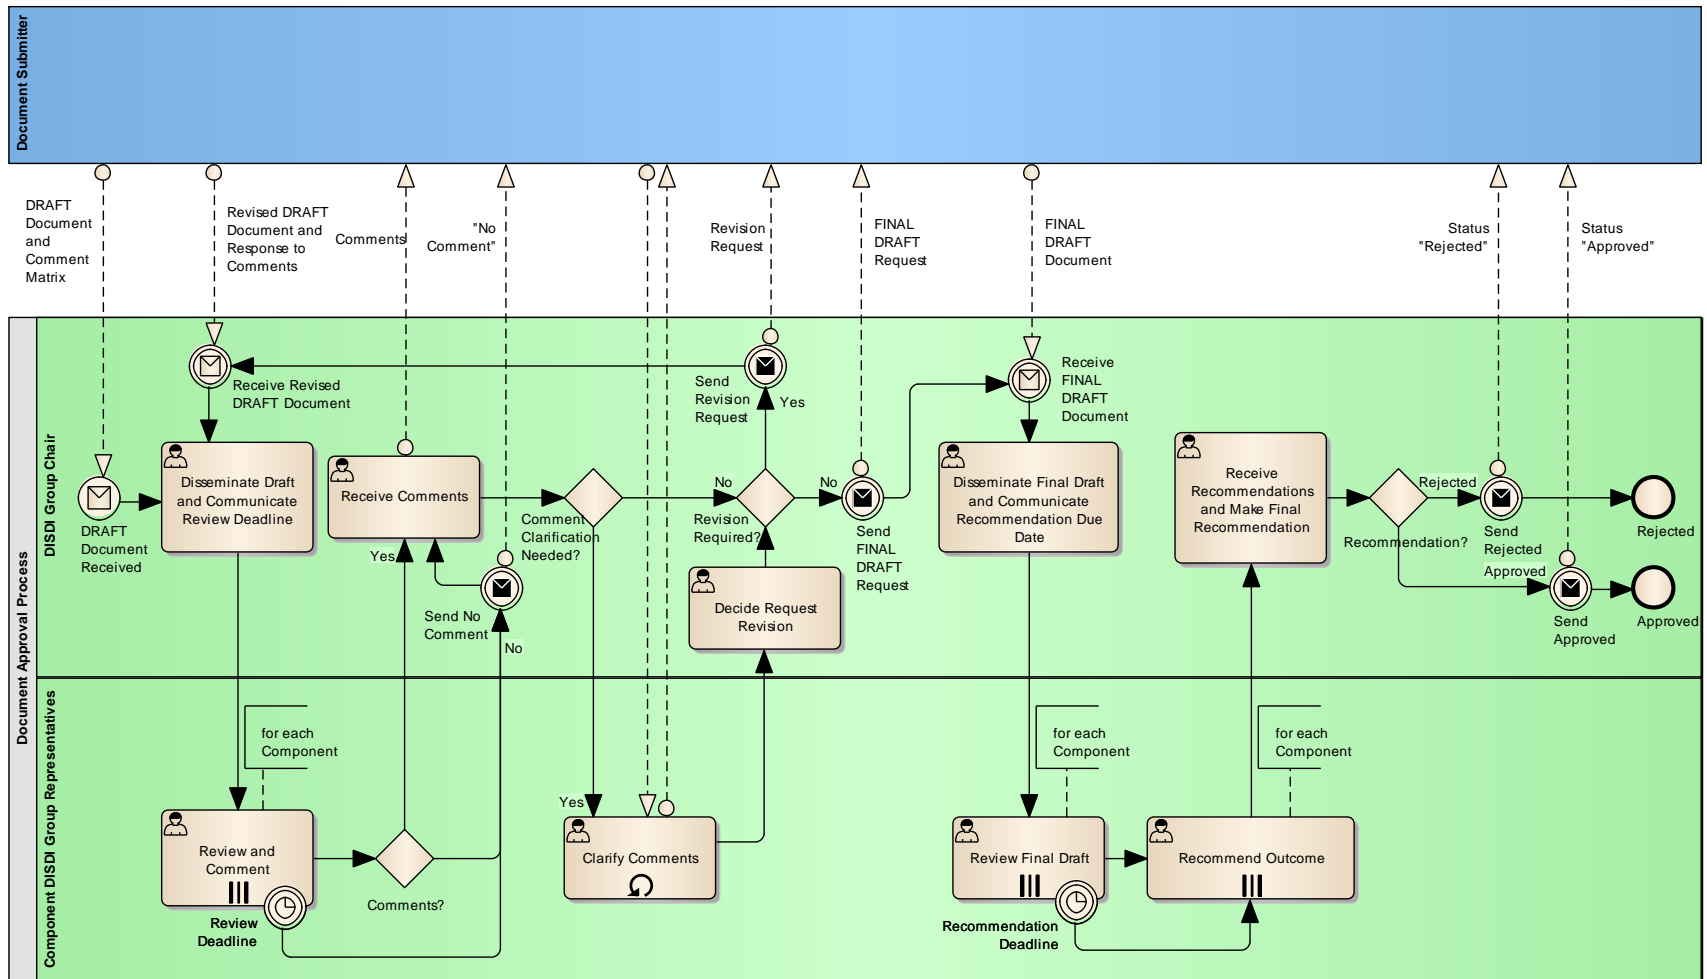 Document Submitter
DRAFT
Document
and
Comment
Matrix
Revised DRAFT
Document and
Response to
Comments
Comments
"No
Comment"
Revision
Request
FINAL
DRAFT
Request
FINAL
DRAFT
Document
Status
"Rejected"
Status
"Approved"
Document Approval Process
DISDI Group Chair
Receive Revised
DRAFT Document
Send
Revision
Request
Yes
Receive
FINAL
DRAFT
Document
DRAFT
Document
Received
Disseminate Draft
and Communicate
Review Deadline
Receive Comments
Yes
Send No
Comment
No
Comment
Clarification
Needed?
No
Revision
Required?
No
Send
FINAL
DRAFT
Request
Decide Request
Revision
Disseminate Final Draft
and Communicate
Recommendation Due
Date
Receive
Recommendations
and Make Final
Recommendation
Recommendation?
Rejected
Send
Rejected
Rejected
Approved
Send
Approved
Approved
Component DISDI Group Representatives
for each
Component
Review and
Comment
Review
Deadline
Comments?
Yes
Clarify Comments
for each
Component
Review Final Draft
Recommendation
Deadline
for each
Component
Recommend Outcome